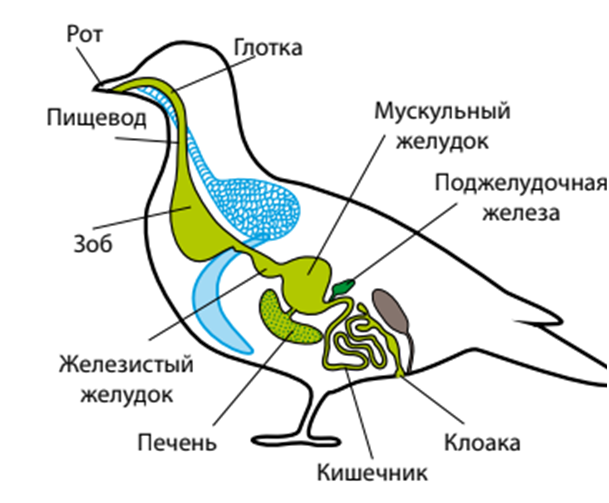 Рот
Глотка
Пищевод
Мускульный
желудок
Поджелудочная
железа
Зоб
Железистый
желудок
Печень
Клоака
Кишечник